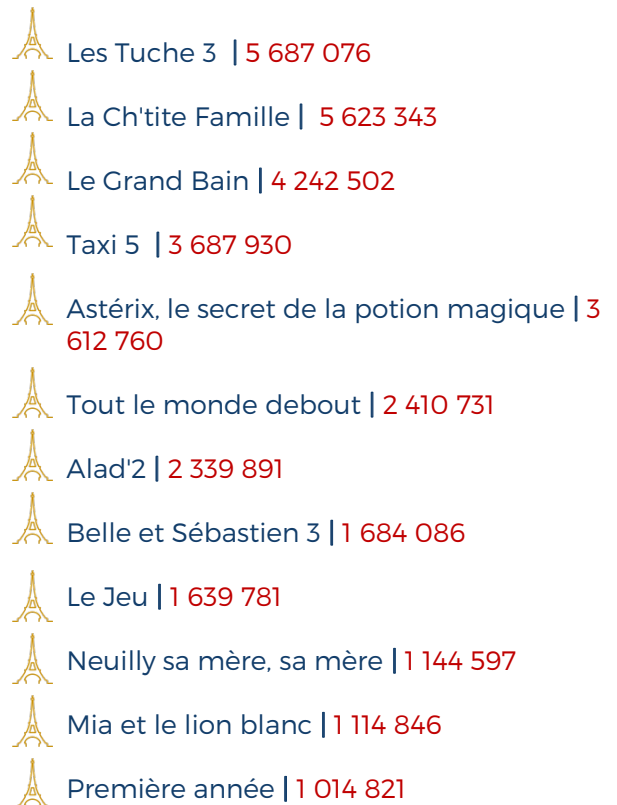 Les Tuche 3 | 5 687 076
La Ch'tite Famille | 5 623 343
Le Grand Bain | 4 242 502
Taxi 5 | 3 687 930
Astérix, le secret de la potion magique | 3
612 760
Tout le monde debout | 2 410 731
Alad'2 | 2 339 891
Belle et Sébastien 3 | 1 684 086
Le Jeu | 1 639 781
Neuilly sa mère, sa mère | 1 144 597
Mia et le lion blanc | 1 114 846
Première année | 1 014 821